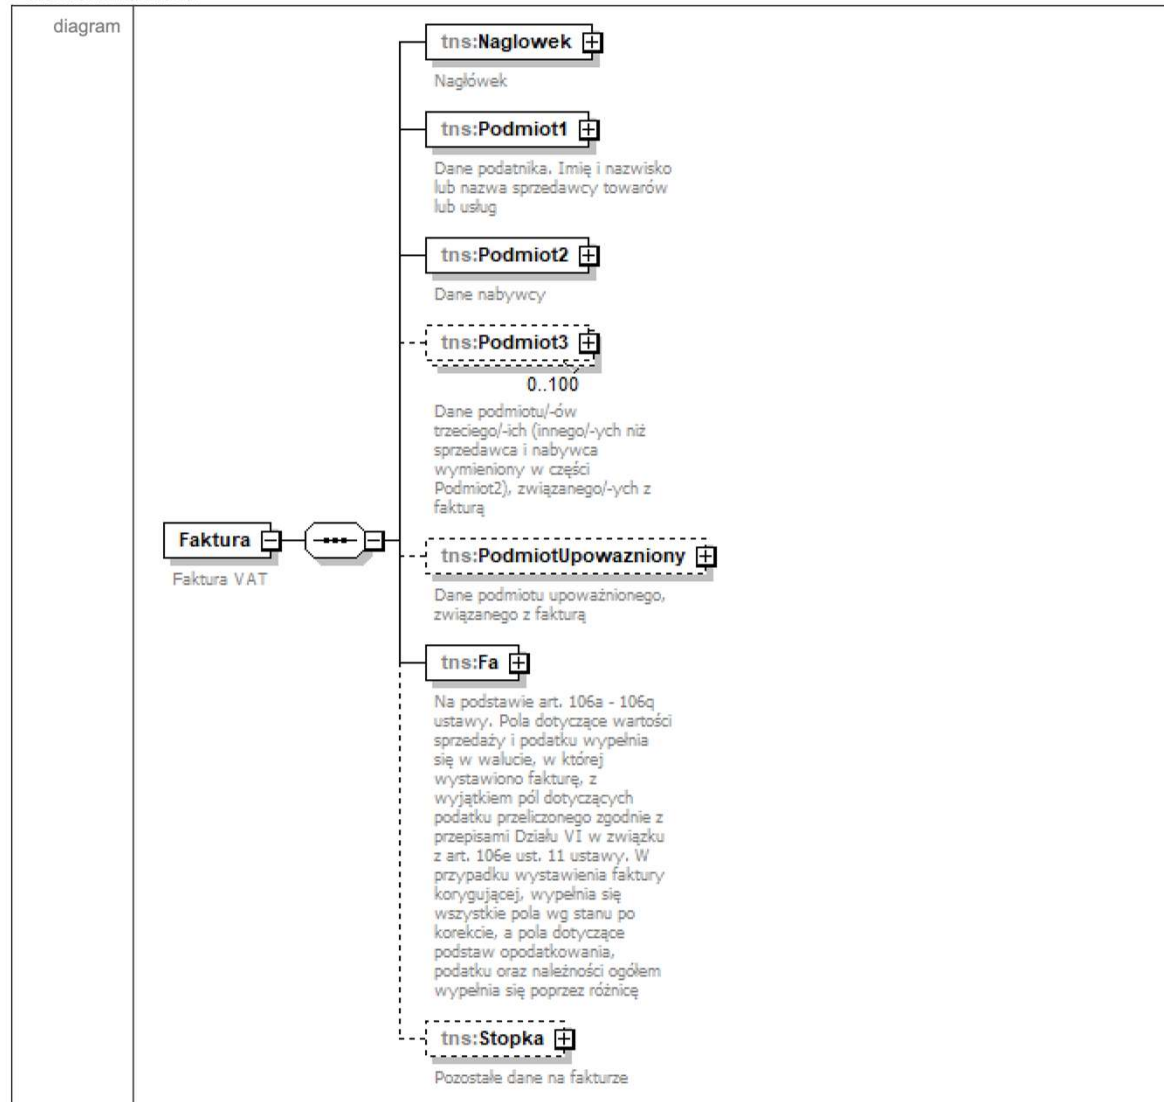 diagram
tns:Naglowek
Nagłówek
tns:Podmiot1
Dane podatnika. Imię i nazwisko
lub nazwa sprzedawcy towarów
lub usług
tns:Podmiot2
Dane nabywcy
tns:Podmiot3
0..100
Dane podmiotu/-ów
trzeciego/-ich (innego/-ych niż
sprzedawca i nabywca
wymieniony w części
Podmiot2), związanego/-ych z
fakturą
Faktura
Faktura VAT
tns:PodmiotUpowazniony
Dane podmiotu upoważnionego,
związanego z fakturą
tns:Fa
Na podstawie art. 106a - 106q
ustawy. Pola dotyczące wartości
sprzedaży i podatku wypełnia
się w walucie, w której
wystawiono fakturę, z
wyjątkiem pól dotyczących
podatku przeliczonego zgodnie z
przepisami Działu VI w związku
z art. 106e ust. 11 ustawy. W
przypadku wystawienia faktury
korygującej, wypełnia się
wszystkie pola wg stanu po
korekcie, a pola dotyczące
podstaw opodatkowania,
podatku oraz należności ogółem
wypełnia się poprzez różnicę
tns:Stopka
Pozostałe dane na fakturze